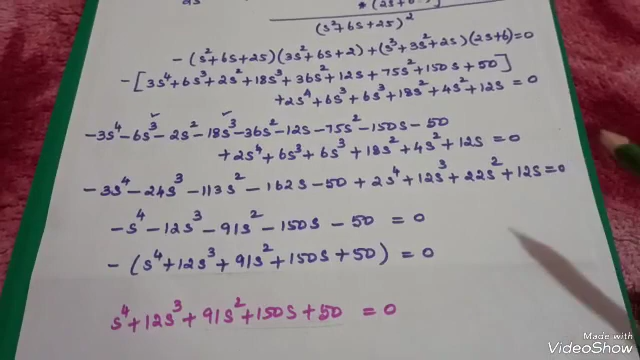 ds
* (2s+6)
(s²+6s+25)²
-(s²+6s+25)(3s²+6s+2)+(s³+3s²+2s)(2s+6)=0
-[3s⁴+6s³+2s²+18s³+36s²+12s+75s²+150s+50]
+2s⁴+6s³+6s³+18s²+4s²+12s=0
-3s⁴-6s³-2s²-18s³-36s²-12s-75s²-150s-50
+2s⁴+6s³+6s³+18s²+4s²+12s=0
-3s⁴-24s³-113s²-162s-50+2s⁴+12s³+22s²+12s=0
-s⁴-12s³-91s²-150s-50=0
-(s⁴+12s³+91s²+150s+50)=0
s⁴+12s³+91s²+150s+50=0
Made with
VideoShow